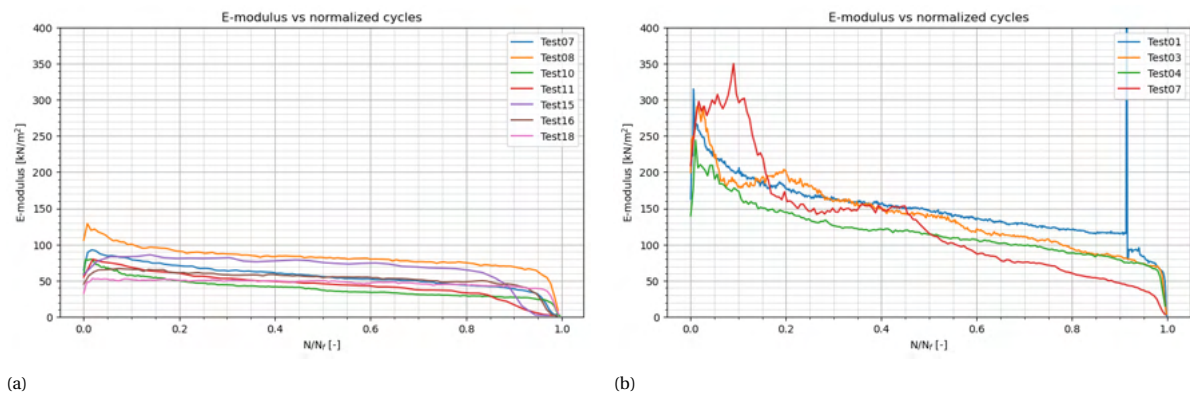 E-modulus vs normalized cycles
400
350
300
250
200
150
100
50
0
E-modulus [kN/m²]
0.0 0.2 0.4 0.6 0.8 1.0
N/Nf [-]
Test07
Test08
Test10
Test11
Test15
Test16
Test18
(a)
E-modulus vs normalized cycles
400
350
300
250
200
150
100
50
0
E-modulus [kN/m²]
0.0 0.2 0.4 0.6 0.8 1.0
N/Nf [-]
Test01
Test03
Test04
Test07
(b)